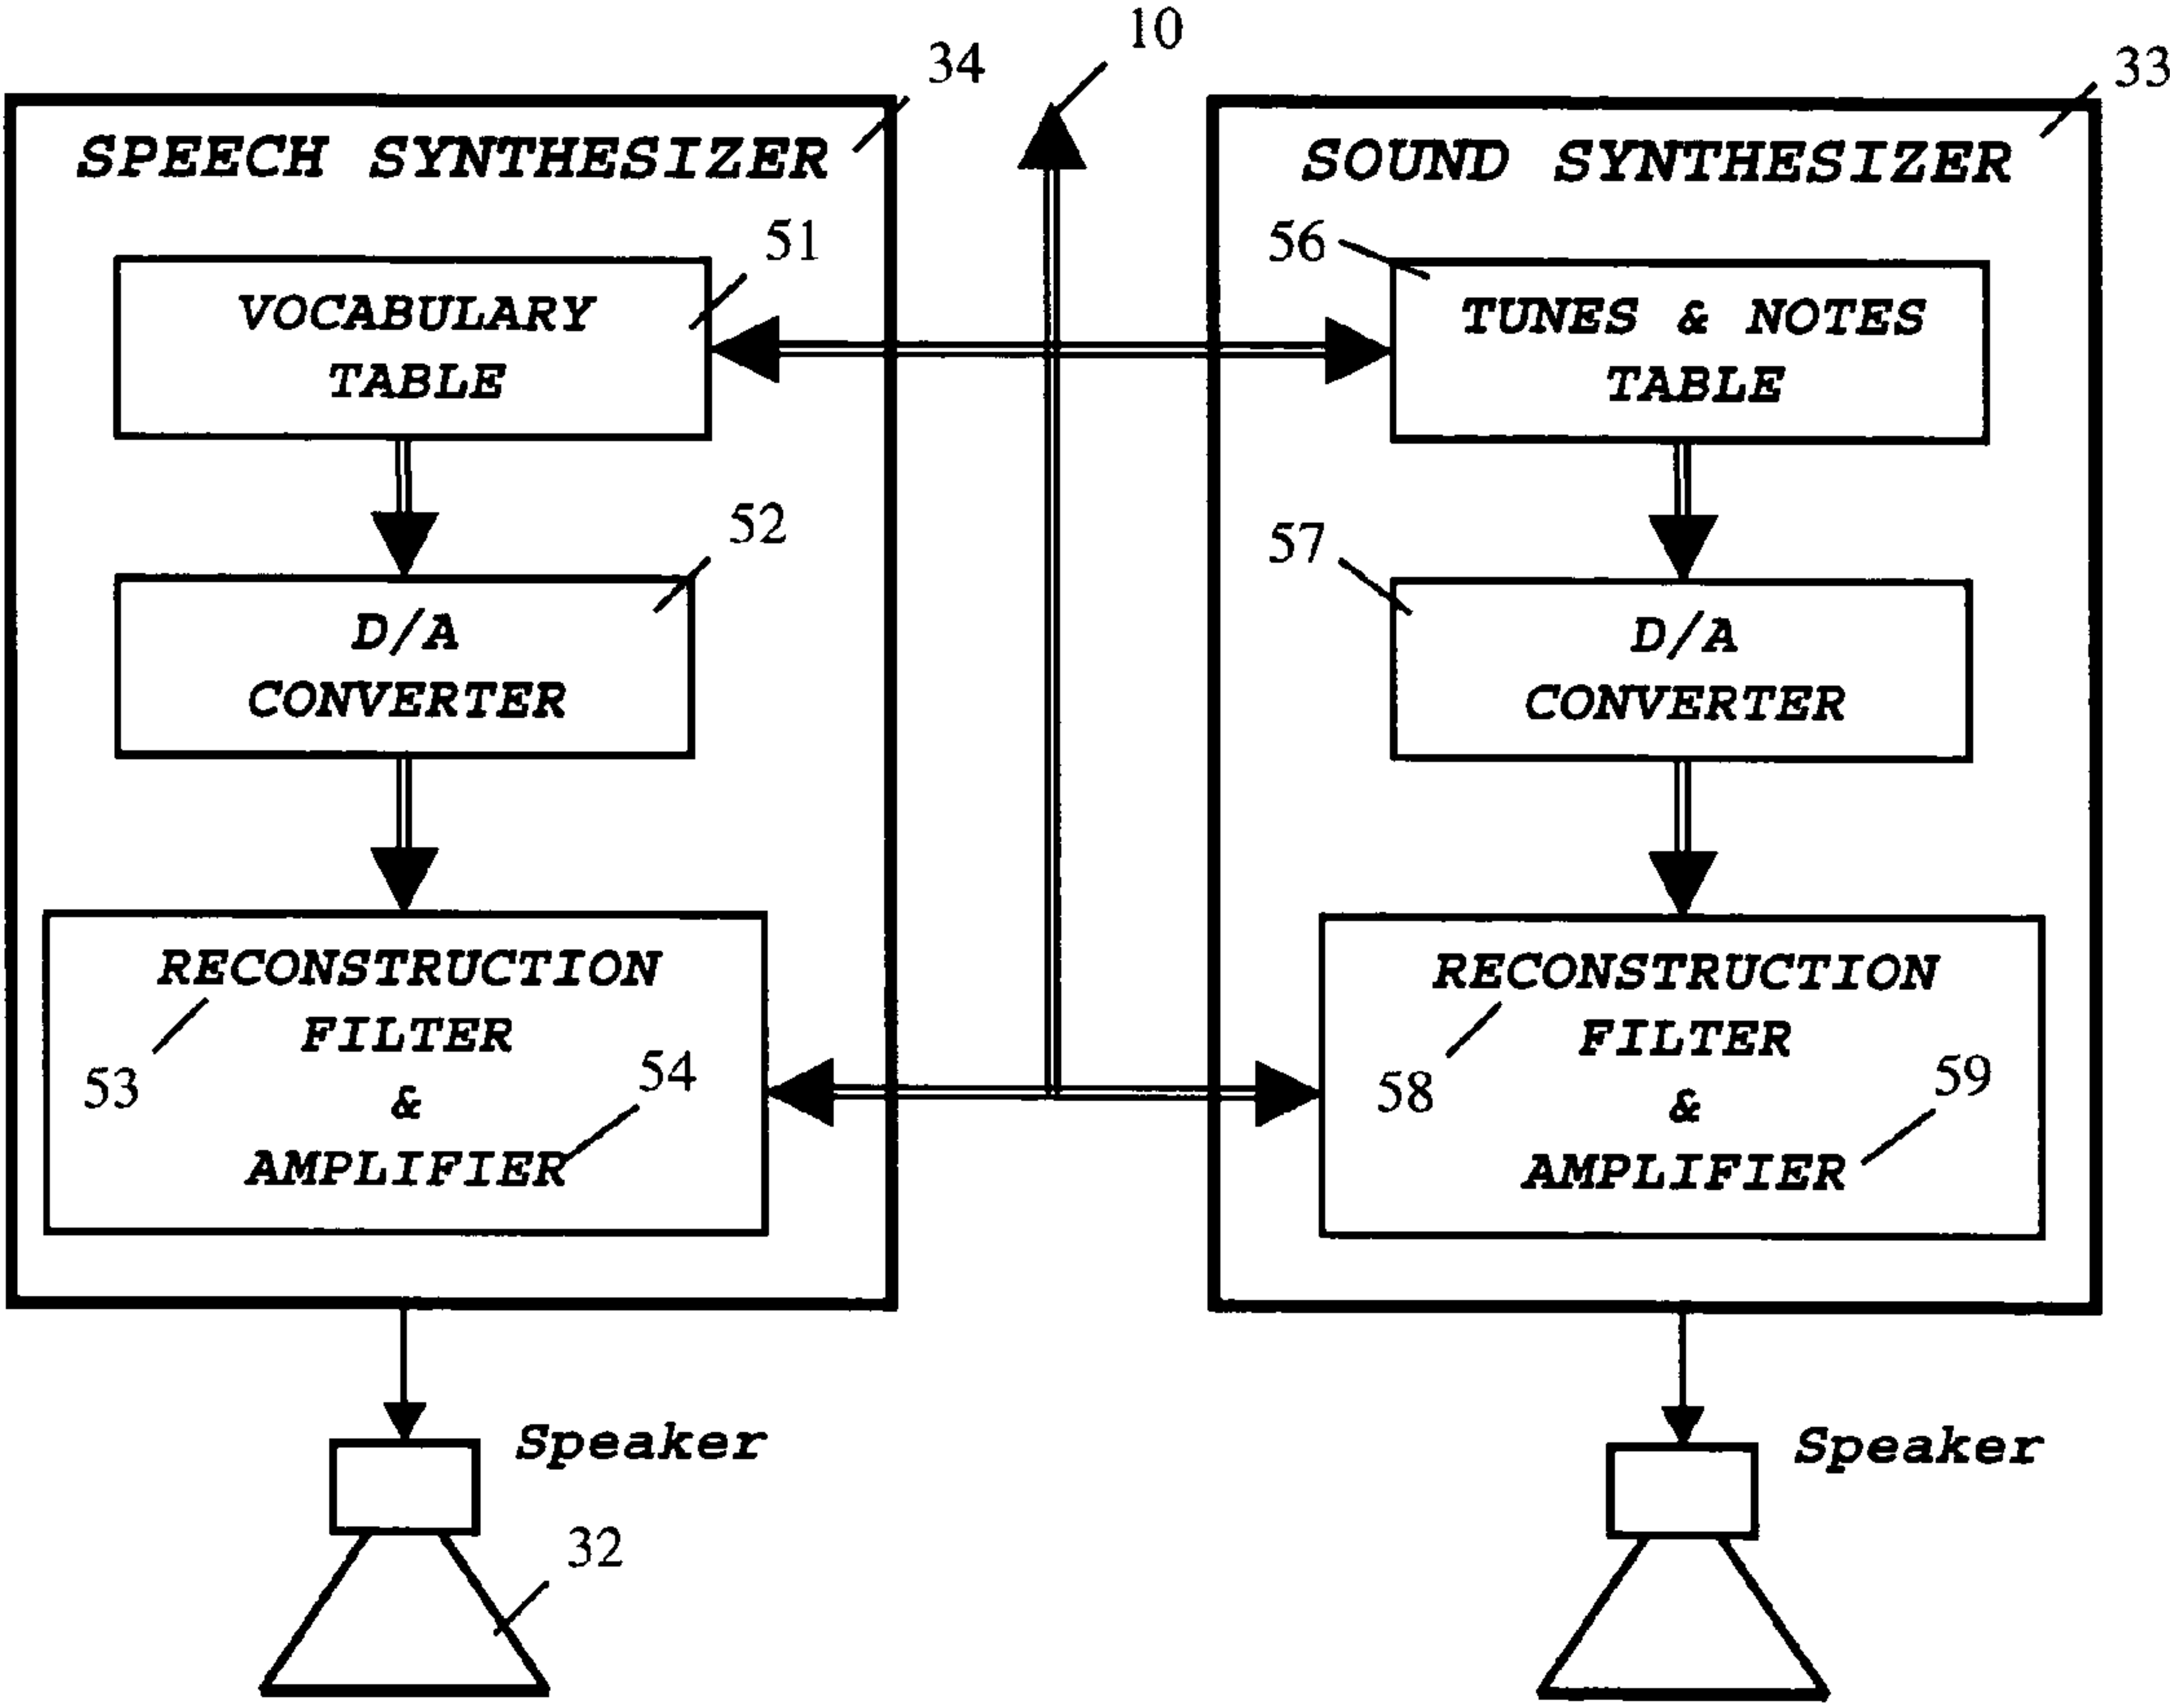 10
34
33
SPEECH SYNTHESIZER
SOUND SYNTHESIZER
51
56
VOCABULARY
TABLE
TUNES & NOTES
TABLE
52
57
D/A
CONVERTER
D/A
CONVERTER
RECONSTRUCTION
FILTER
&
AMPLIFIER
53
54
RECONSTRUCTION
FILTER
&
AMPLIFIER
58
59
Speaker
Speaker
32